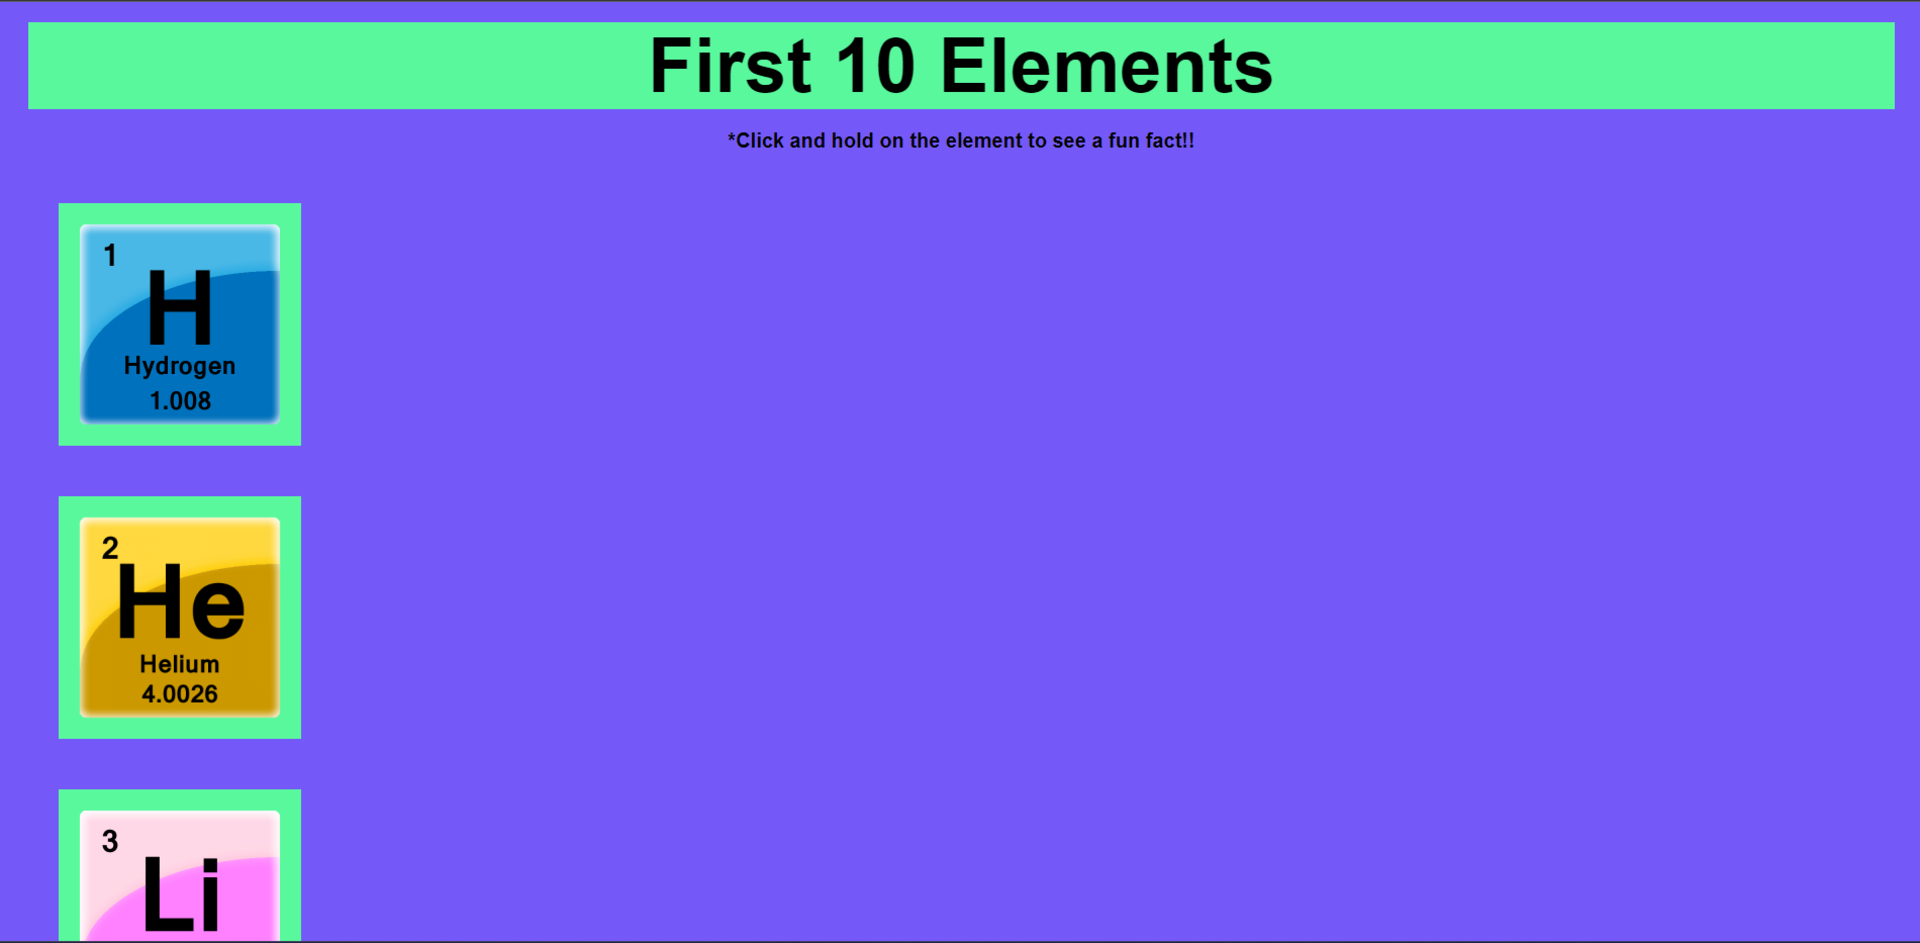 First 10 Elements
*Click and hold on the element to see a fun fact!!
1
H
Hydrogen
1.008
2
He
Helium
4.0026
3
Li